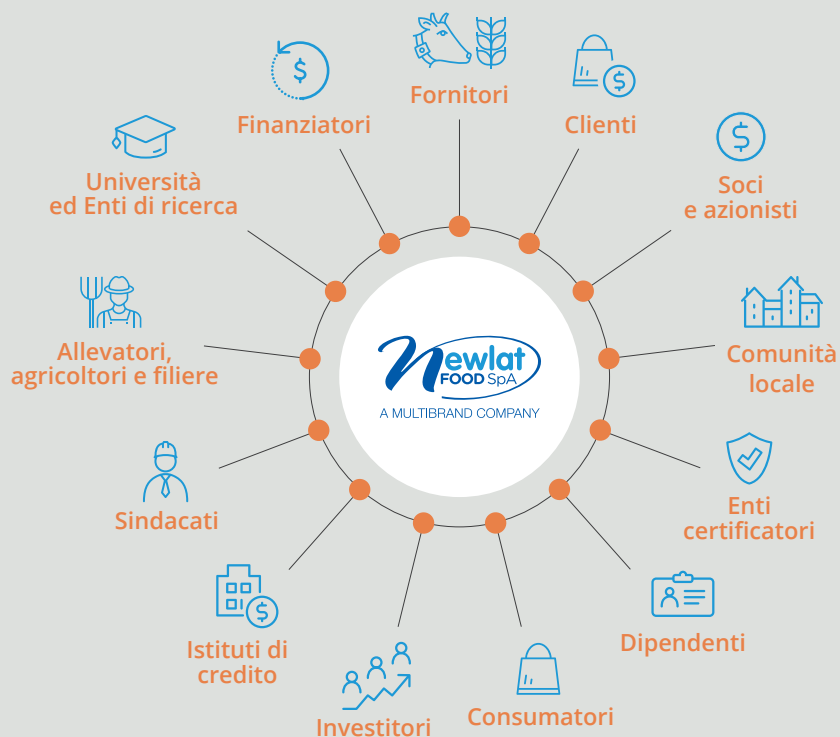 Fornitori
Finanziatori
Clienti
Università
ed Enti di ricerca
Soci
e azionisti
Allevatori,
agricoltori e filiere
Newlat
FOOD SpA
A MULTIBRAND COMPANY
Comunità
locale
Sindacati
Enti
certificatori
Istituti di
credito
Dipendenti
Investitori
Consumatori